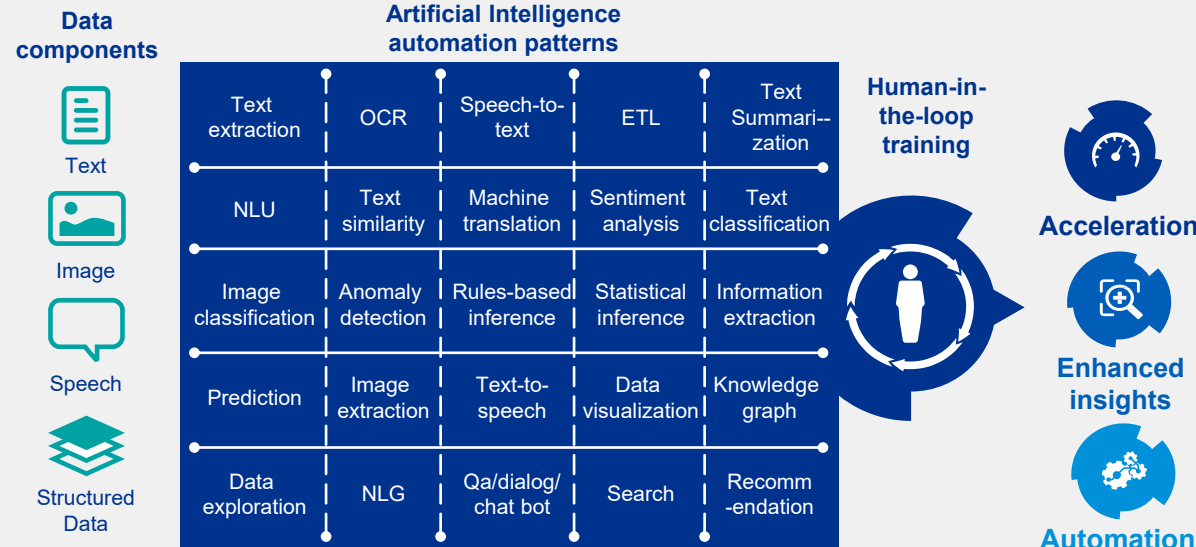 Data
components
Artificial Intelligence
automation patterns
Text
Image
Speech
Structured
Data
Text
extraction
OCR
Speech-to-
text
ETL
Text
Summari--
zation
NLU
Text
similarity
Machine
translation
Sentiment
analysis
Text
classification
Image
classification
Anomaly
detection
Rules-based
inference
Statistical
inference
Information
extraction
Prediction
Image
extraction
Text-to-
speech
Data
visualization
Knowledge
graph
Data
exploration
NLG
Qa/dialog/
chat bot
Search
Recomm
-endation
Human-in-
the-loop
training
Acceleration
Enhanced
insights
Automation